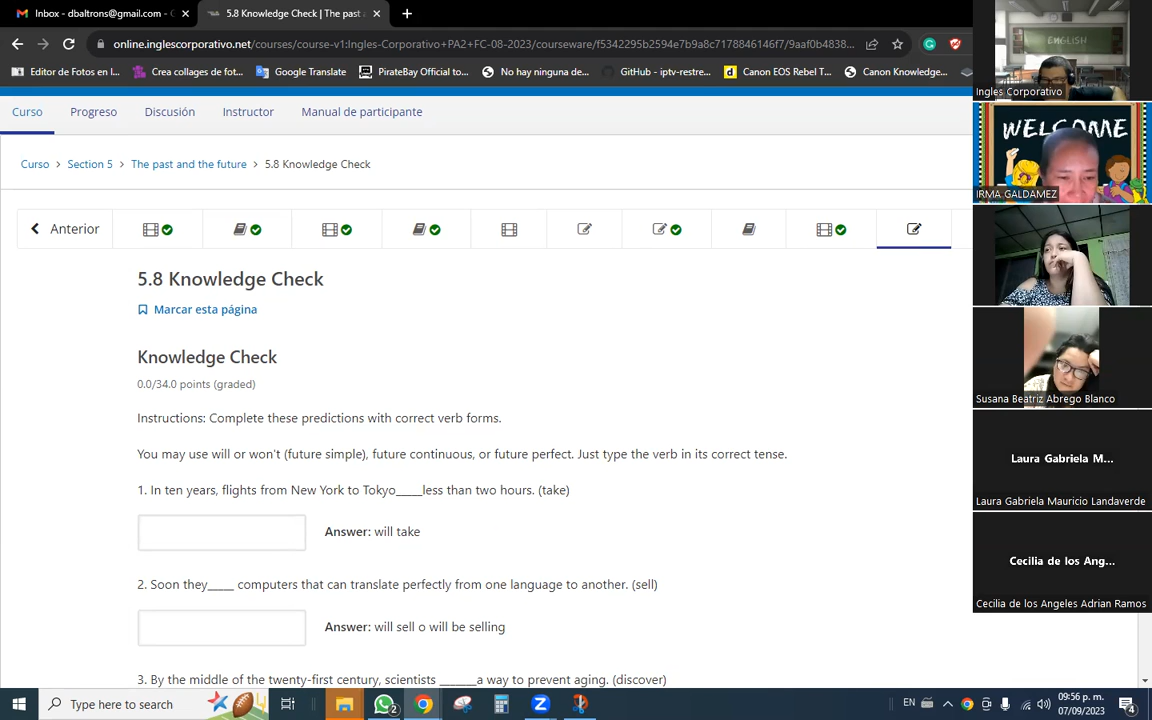 Inbox - dbaltrons@gmail.com -
5.8 Knowledge Check | The past a
online.inglescorporativo.net/courses/course-v1:Ingles-Corporativo+PA2+FC-08-2023/courseware/f5342295b2594e7b9a8c7178846146f7/9aaf0b4838...
Editor de Fotos en l...
Crea collages de fot...
Google Translate
PirateBay Official to...
No hay ninguna de...
GitHub - iptv-restre...
Canon EOS Rebel T...
Canon Knowledge...
Curso
Progreso
Discusión
Instructor
Manual de participante
Curso > Section 5 > The past and the future > 5.8 Knowledge Check
Anterior
5.8 Knowledge Check
Marcar esta página
Knowledge Check
0.0/34.0 points (graded)
Instructions: Complete these predictions with correct verb forms.
You may use will or won't (future simple), future continuous, or future perfect. Just type the verb in its correct tense.
1. In ten years, flights from New York to Tokyo____less than two hours. (take)
Answer: will take
2. Soon they____ computers that can translate perfectly from one language to another. (sell)
Answer: will sell o will be selling
3. By the middle of the twenty-first century, scientists ______a way to prevent aging. (discover)
ENGLISH
Ingles Corporativo
WELCOME
IRMA GALDAMEZ
Susana Beatriz Abrego Blanco
Laura Gabriela M...
Laura Gabriela Mauricio Landaverde
Cecilia de los Ang...
Cecilia de los Angeles Adrian Ramos
Type here to search
2
EN
09:56 p. m.
07/09/2023
4